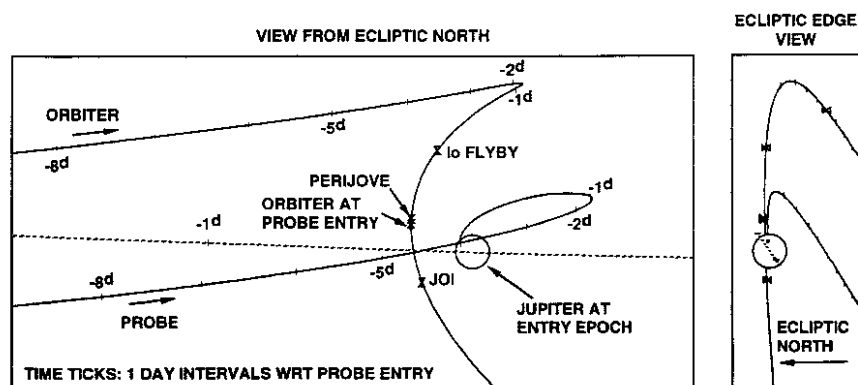 VIEW FROM ECLIPTIC NORTH
ECLIPTIC EDGE
VIEW
-2d
-1d
ORBITER
-5d
-8d
Io FLYBY
PERIJOVE
ORBITER AT
PROBE ENTRY
-1d
-1d
-2d
-5d
-8d
JOI
PROBE
JUPITER AT
ENTRY EPOCH
ECLIPTIC
NORTH
TIME TICKS: 1 DAY INTERVALS WRT PROBE ENTRY